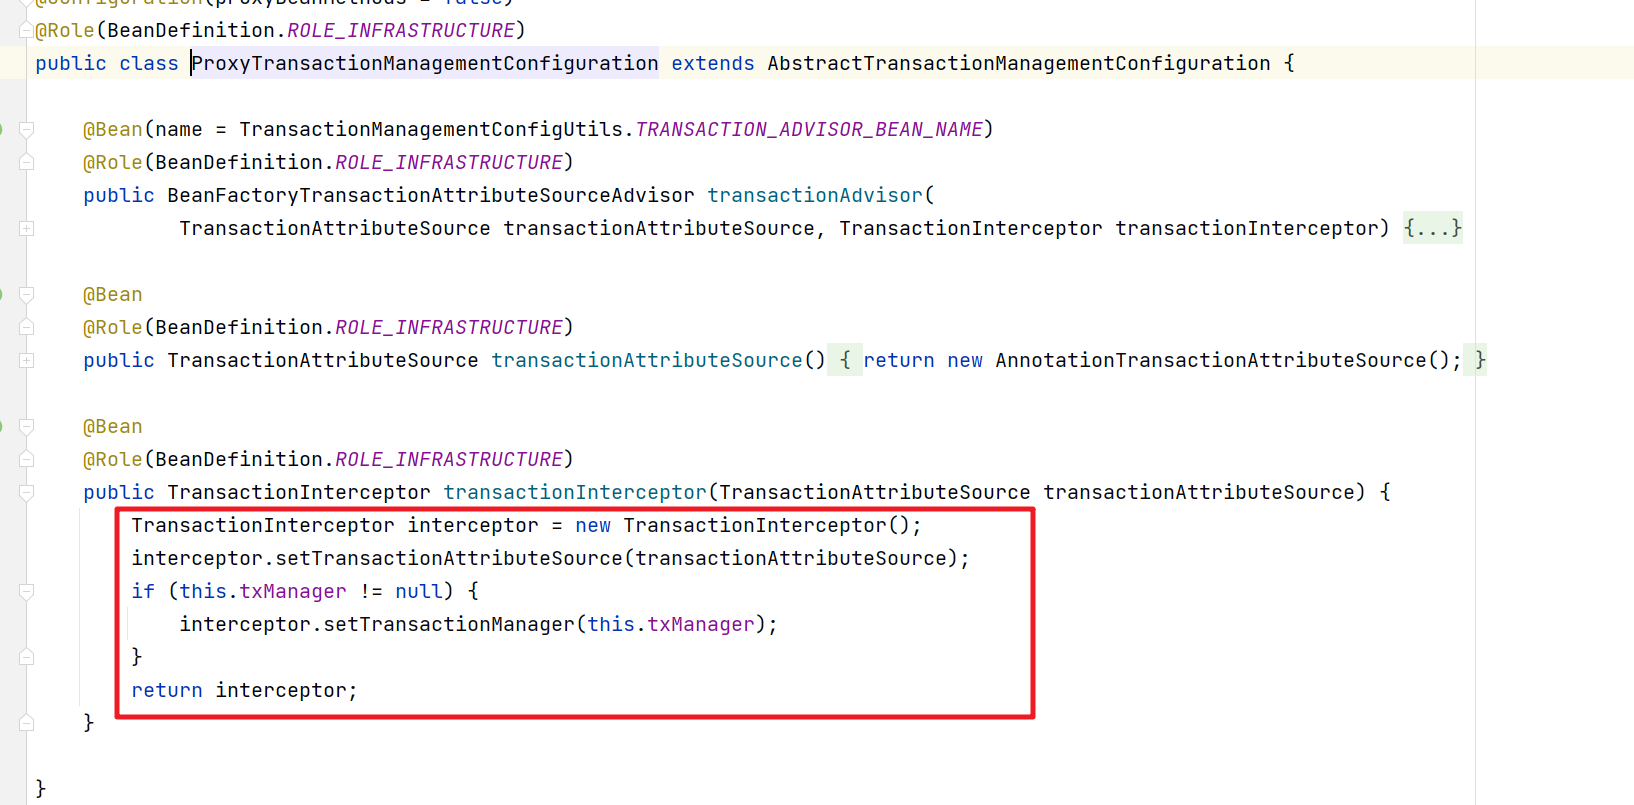 @Configuration(proxyBeanMethods = false)
@Role(BeanDefinition.ROLE_INFRASTRUCTURE)
public class ProxyTransactionManagementConfiguration extends AbstractTransactionManagementConfiguration {
@Bean(name = TransactionManagementConfigUtils.TRANSACTION_ADVISOR_BEAN_NAME)
@Role(BeanDefinition.ROLE_INFRASTRUCTURE)
public BeanFactoryTransactionAttributeSourceAdvisor transactionAdvisor(
TransactionAttributeSource transactionAttributeSource, TransactionInterceptor transactionInterceptor) {...}
@Bean
@Role(BeanDefinition.ROLE_INFRASTRUCTURE)
public TransactionAttributeSource transactionAttributeSource() { return new AnnotationTransactionAttributeSource(); }
@Bean
@Role(BeanDefinition.ROLE_INFRASTRUCTURE)
public TransactionInterceptor transactionInterceptor(TransactionAttributeSource transactionAttributeSource) {
TransactionInterceptor interceptor = new TransactionInterceptor();
interceptor.setTransactionAttributeSource(transactionAttributeSource);
if (this.txManager != null) {
interceptor.setTransactionManager(this.txManager);
}
return interceptor;
}
}